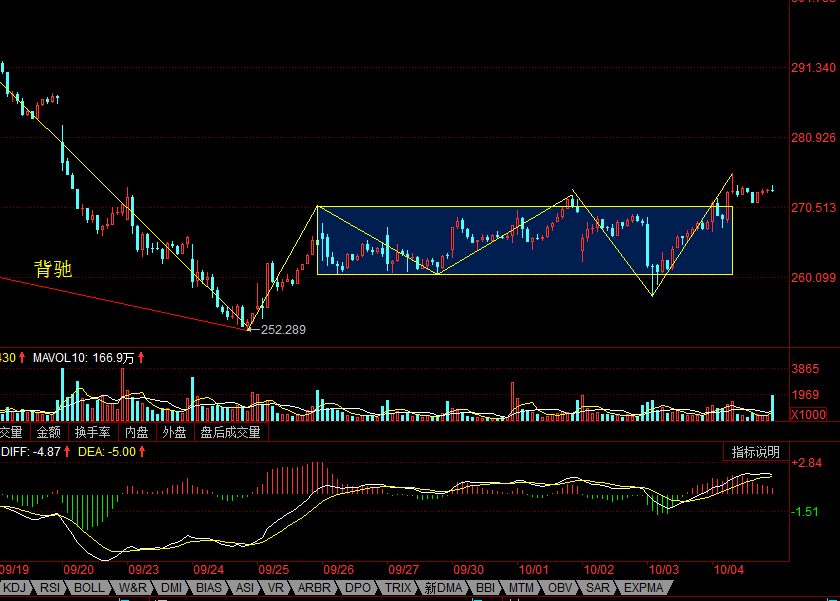 291.340
280.926
270.513
260.099
背驰
252.289
430 MAVOL10: 166.9万
3865
1969
X1000
交量 金额 换手率 内盘 外盘 盘后成交量
DIFF: -4.87 DEA: -5.00 指标说明
+2.84
-1.51
09/19 09/20 09/23 09/24 09/25 09/26 09/27 09/30 10/01 10/02 10/03 10/04
KDJ RSI BOLL W&R DMI BIAS ASI VR ARBR DPO TRIX 新DMA BBI MTM OBV SAR EXPMA